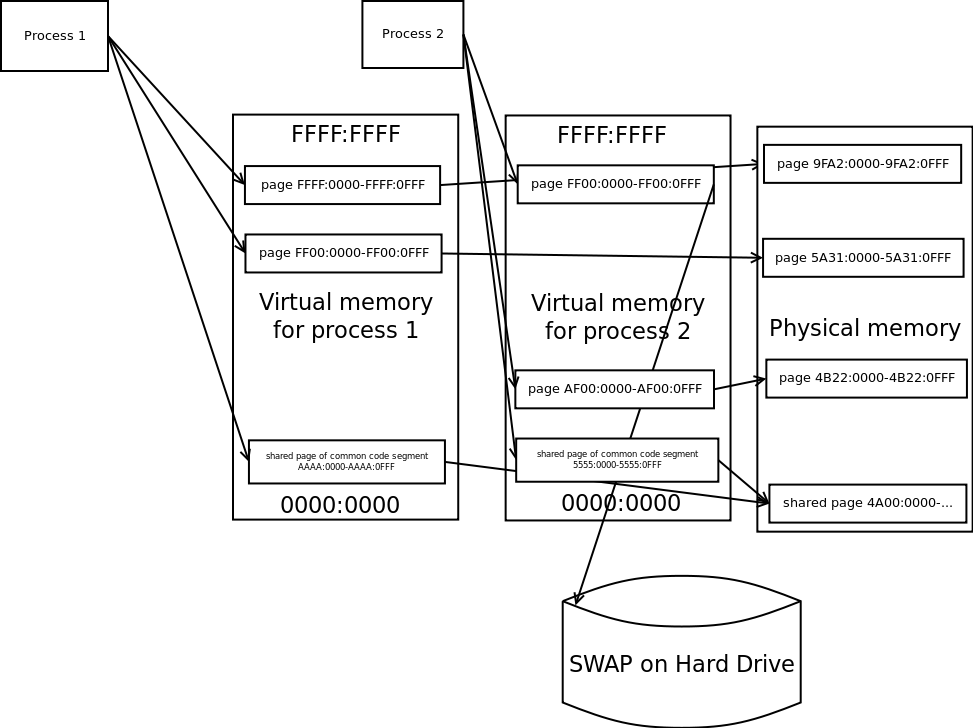 Process 1
Process 2
FFFF:FFFF
page FFFF:0000-FFFF:0FFF
page FF00:0000-FF00:0FFF
Virtual memory
for process 1
shared page of common code segment
AAAA:0000-AAAA:0FFF
0000:0000
FFFF:FFFF
page FF00:0000-FF00:0FFF
Virtual memory
for process 2
page AF00:0000-AF00:0FFF
shared page of common code segment
5555:0000-5555:0FFF
0000:0000
page 9FA2:0000-9FA2:0FFF
page 5A31:0000-5A31:0FFF
Physical memory
page 4B22:0000-4B22:0FFF
shared page 4A00:0000-...
SWAP on Hard Drive